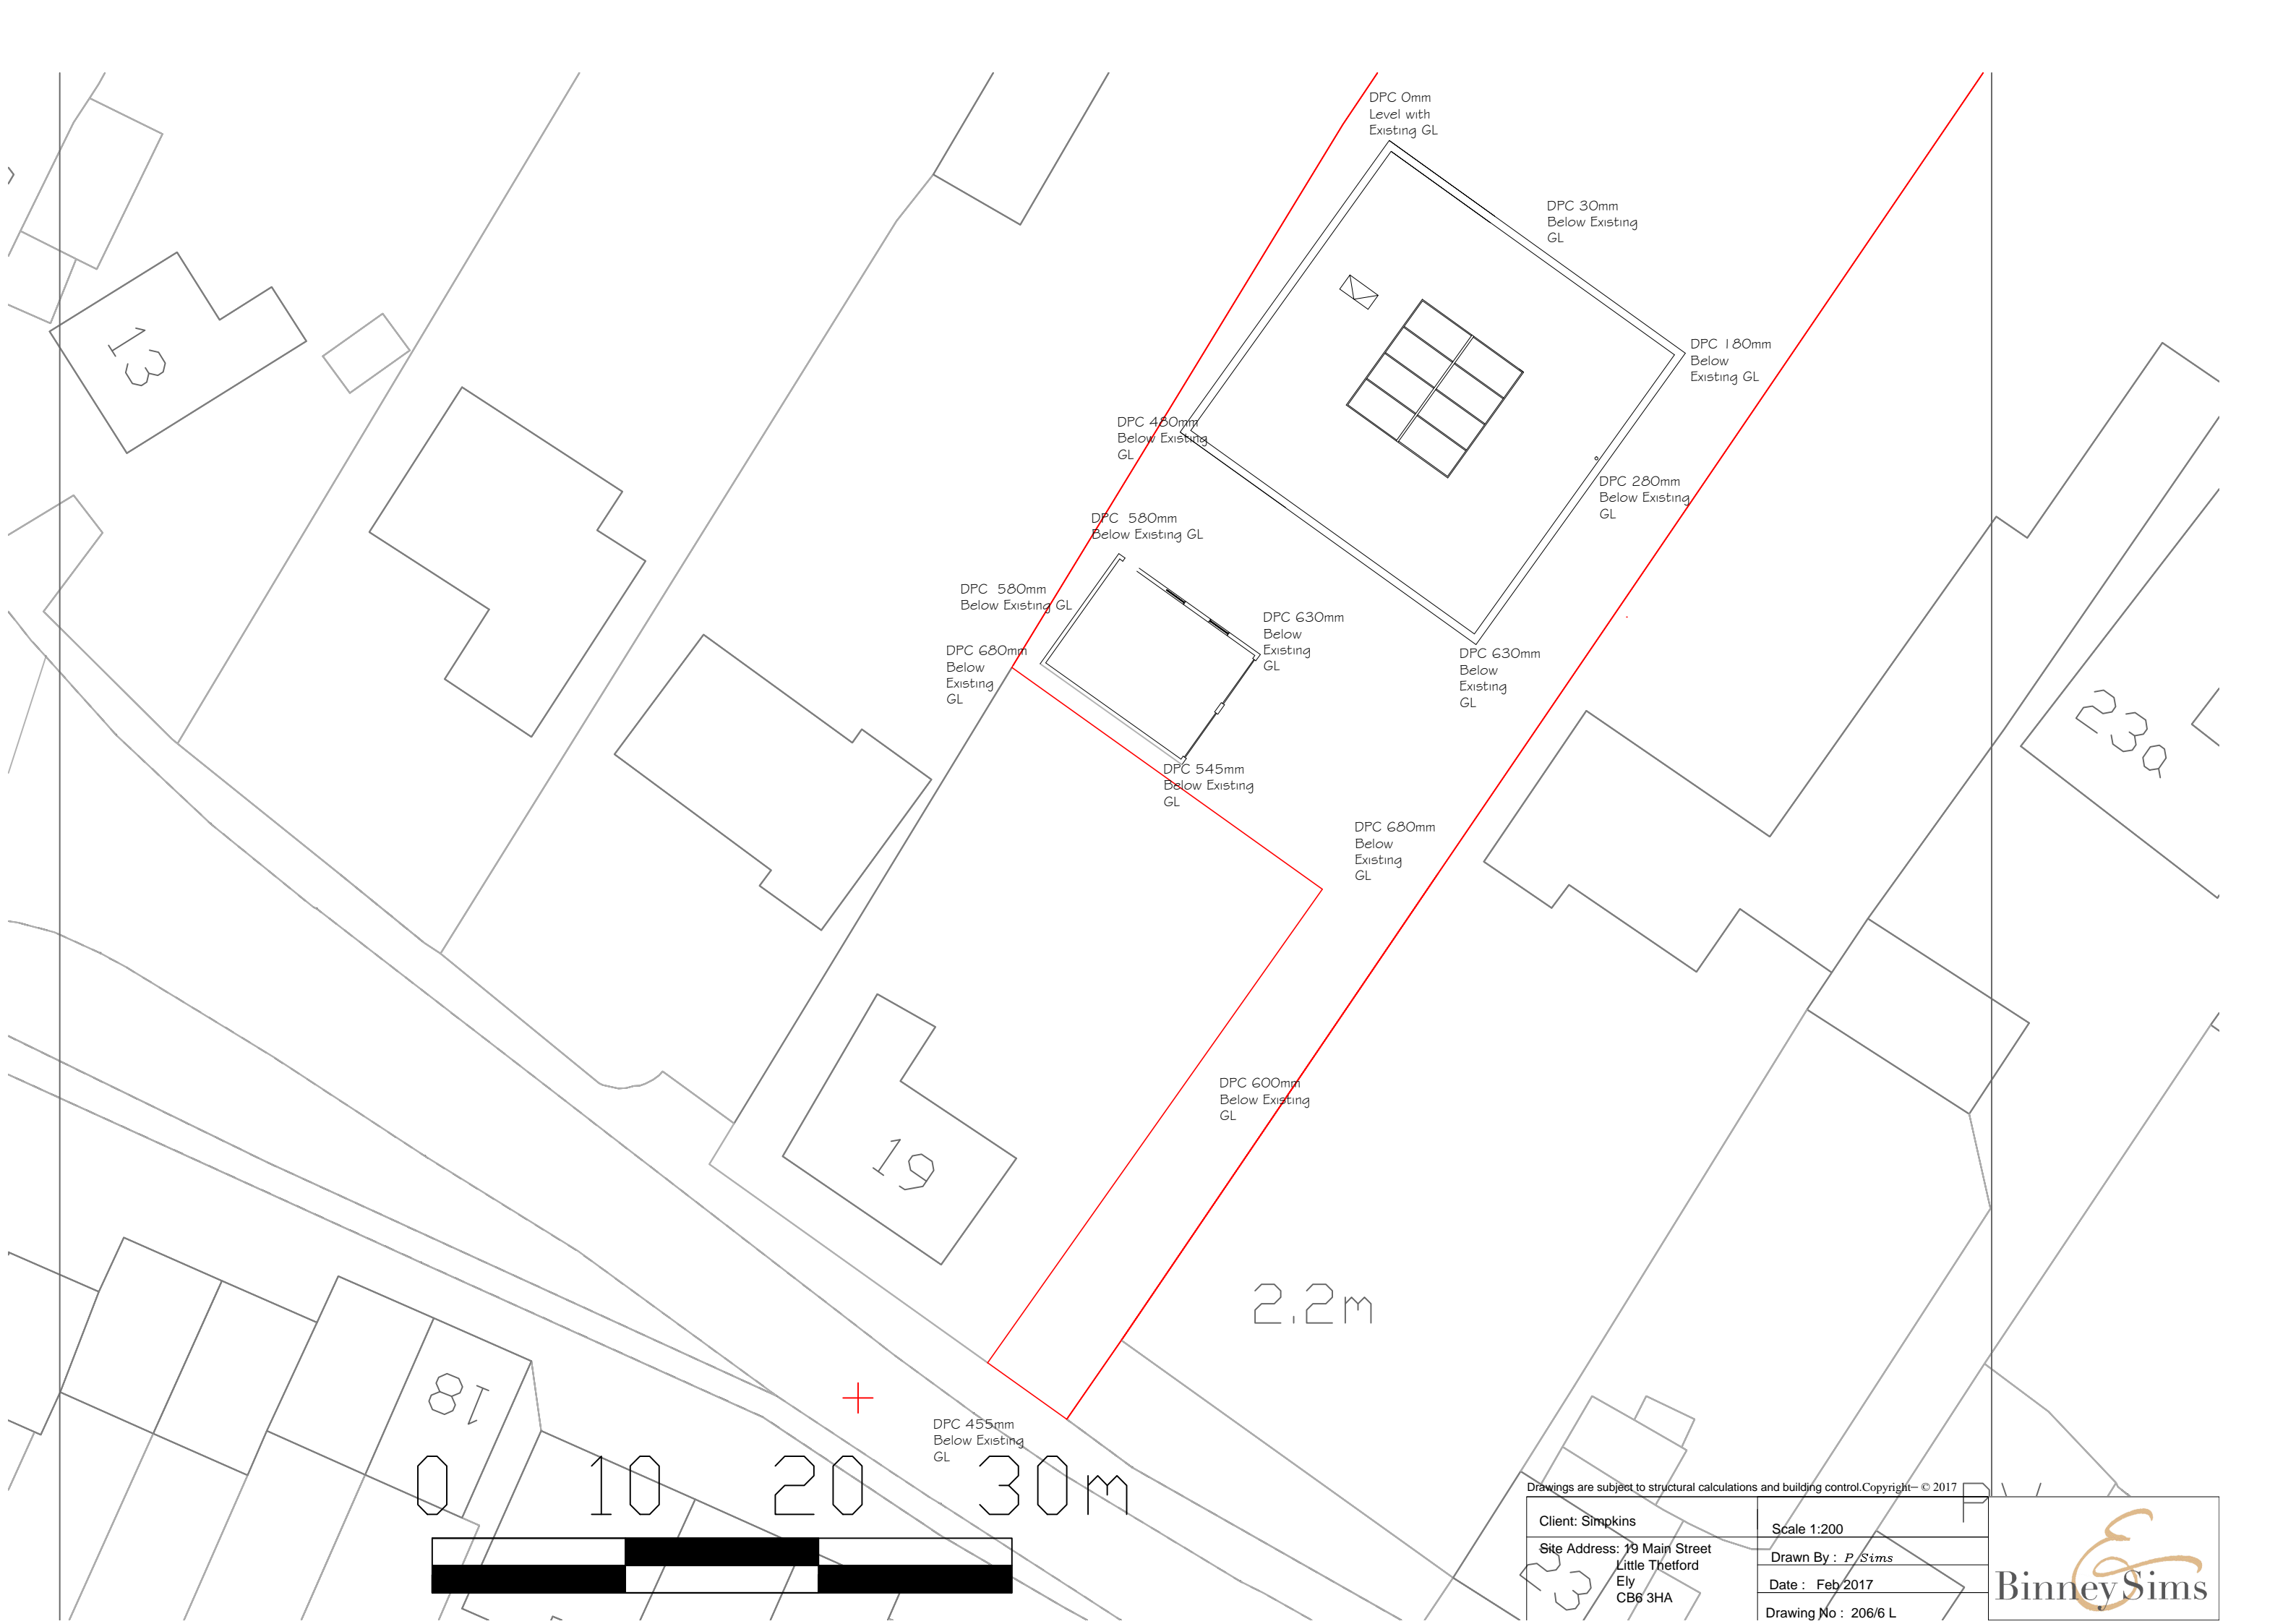 DPC 0mm
Level with
Existing GL
DPC 30mm
Below Existing
GL
13
DPC 180mm
Below
Existing GL
DPC 480mm
Below Existing
GL
DPC 280mm
Below Existing
GL
DPC 580mm
Below Existing GL
DPC 580mm
Below Existing GL
DPC 630mm
Below
Existing
GL
DPC 680mm
Below
Existing
GL
DPC 630mm
Below
Existing
GL
239
DPC 545mm
Below Existing
GL
DPC 680mm
Below
Existing
GL
DPC 600mm
Below Existing
GL
19
2.2m
18
DPC 455mm
Below Existing
GL
0 10 20 30m
Drawings are subject to structural calculations and building control.Copyright– © 2017
Client: Simpkins
Site Address: 19 Main Street
Little Thetford
Ely
CB6 3HA
Scale 1:200
Drawn By : P Sims
Date : Feb 2017
Drawing No : 206/6 L
23
BinneySims